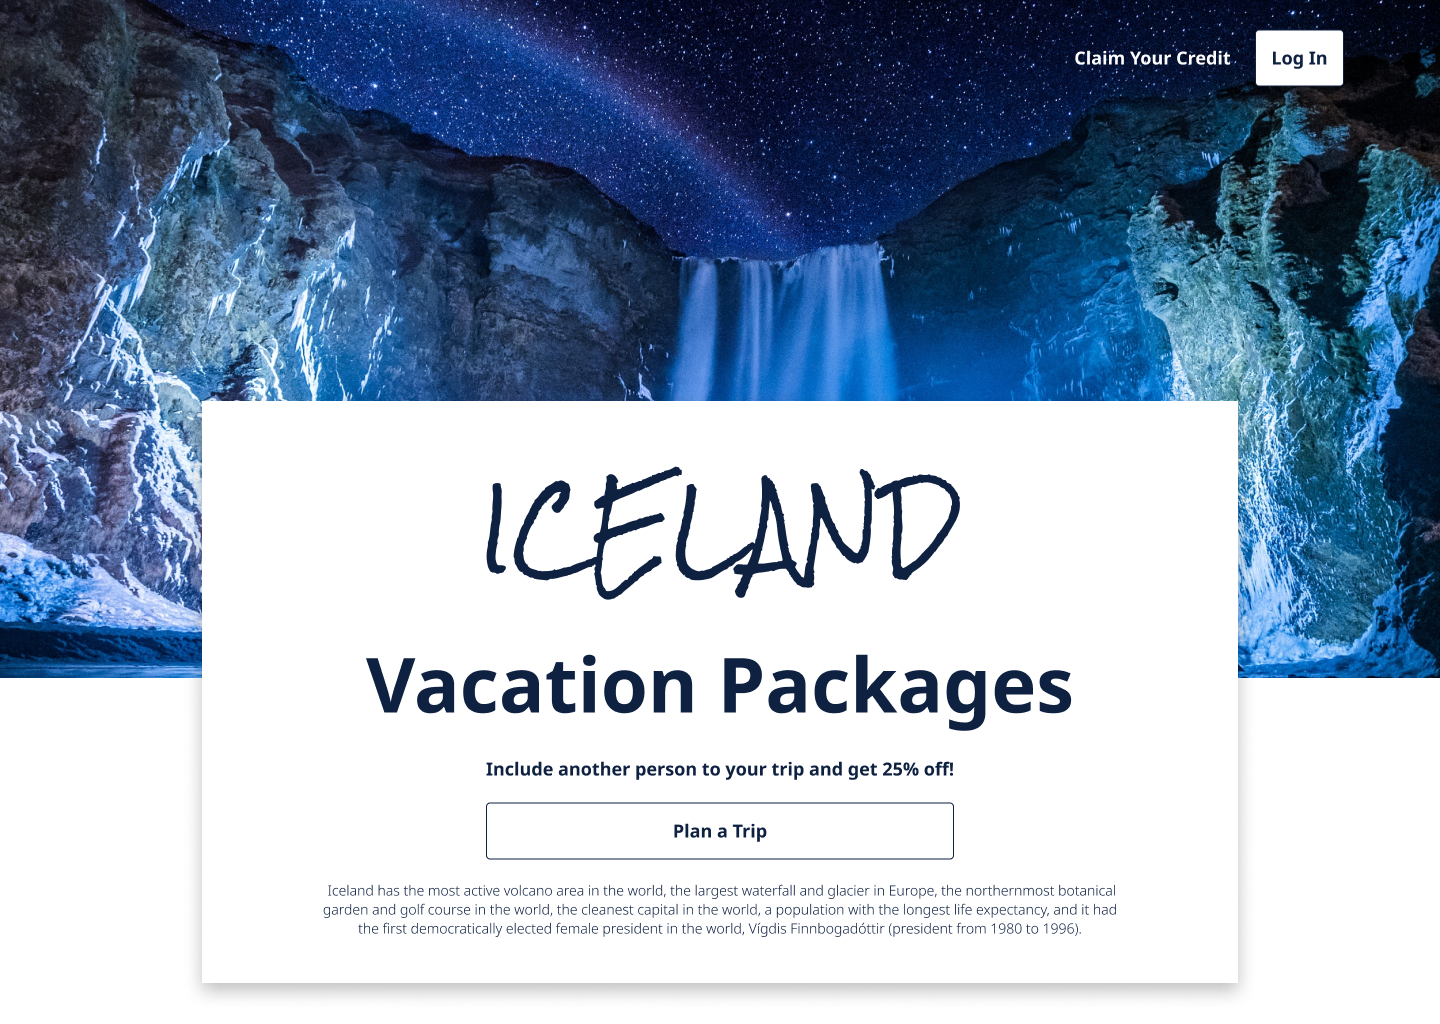 Claim Your Credit
Log In
ICELAND
Vacation Packages
Include another person to your trip and get 25% off!
Plan a Trip
Iceland has the most active volcano area in the world, the largest waterfall and glacier in Europe, the northernmost botanical
garden and golf course in the world, the cleanest capital in the world, a population with the longest life expectancy, and it had
the first democratically elected female president in the world, Vígdis Finnbogadóttir (president from 1980 to 1996).